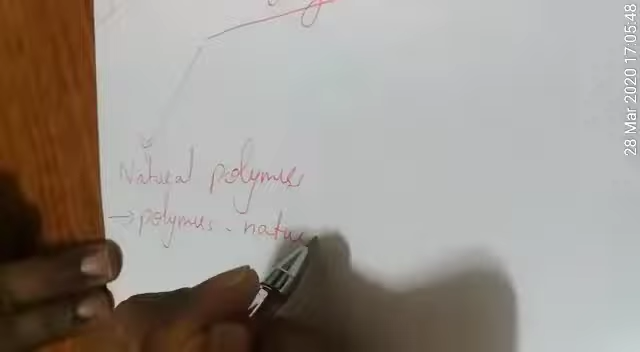 Natural polymers
→ polymers - natu
28 Mar 2020 17:05:48